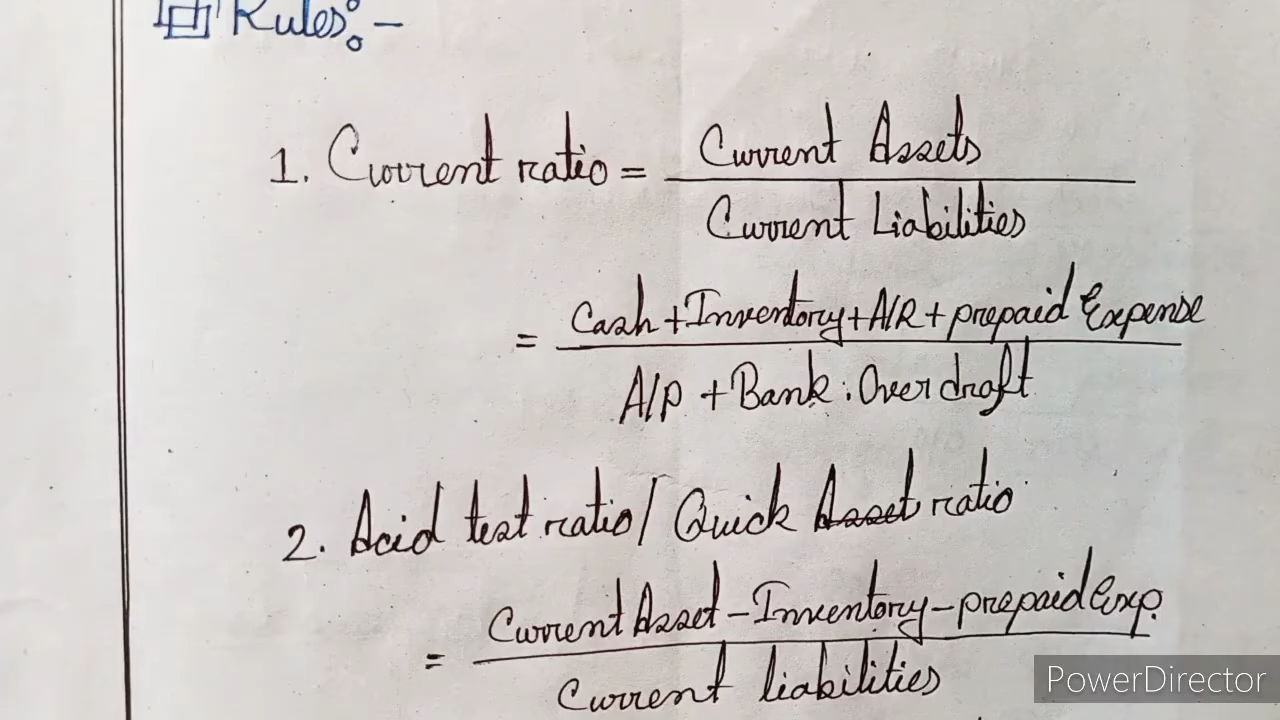 Rules:-
1. Current ratio = Current Assets
Current Liabilities
= Cash + Inventory + A/R + prepaid Expense
A/P + Bank. Overdraft
2. Acid test ratio / Quick Asset ratio
= Current Asset - Inventory - prepaid Exp.
Current liabilities
PowerDirector